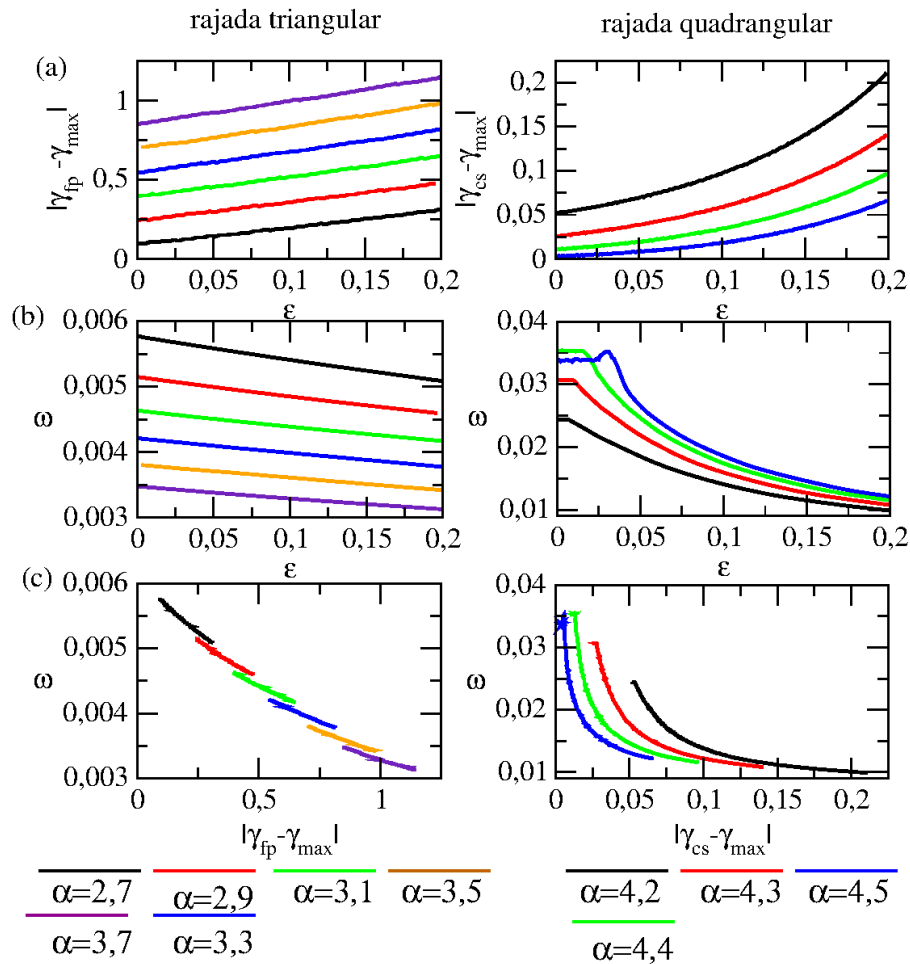 rajada triangular
rajada quadrangular
(a)
|γfp-γmax|
1
0,5
0
0 0,05 0,1 0,15 0,2
ε
|γcs-γmax|
0,2
0,15
0,1
0,05
0
0 0,05 0,1 0,15 0,2
ε
(b)
ω
0,006
0,005
0,004
0,003
0 0,1 0,2
ε
ω
0,04
0,03
0,02
0,01
0 0,05 0,1 0,15 0,2
ε
(c)
ω
0,006
0,005
0,004
0,003
0 0,5 1
|γfp-γmax|
ω
0,04
0,03
0,02
0,01
0 0,05 0,1 0,15 0,2
|γcs-γmax|
α=2,7 α=2,9 α=3,1 α=3,5
α=3,7 α=3,3
α=4,2 α=4,3 α=4,5
α=4,4